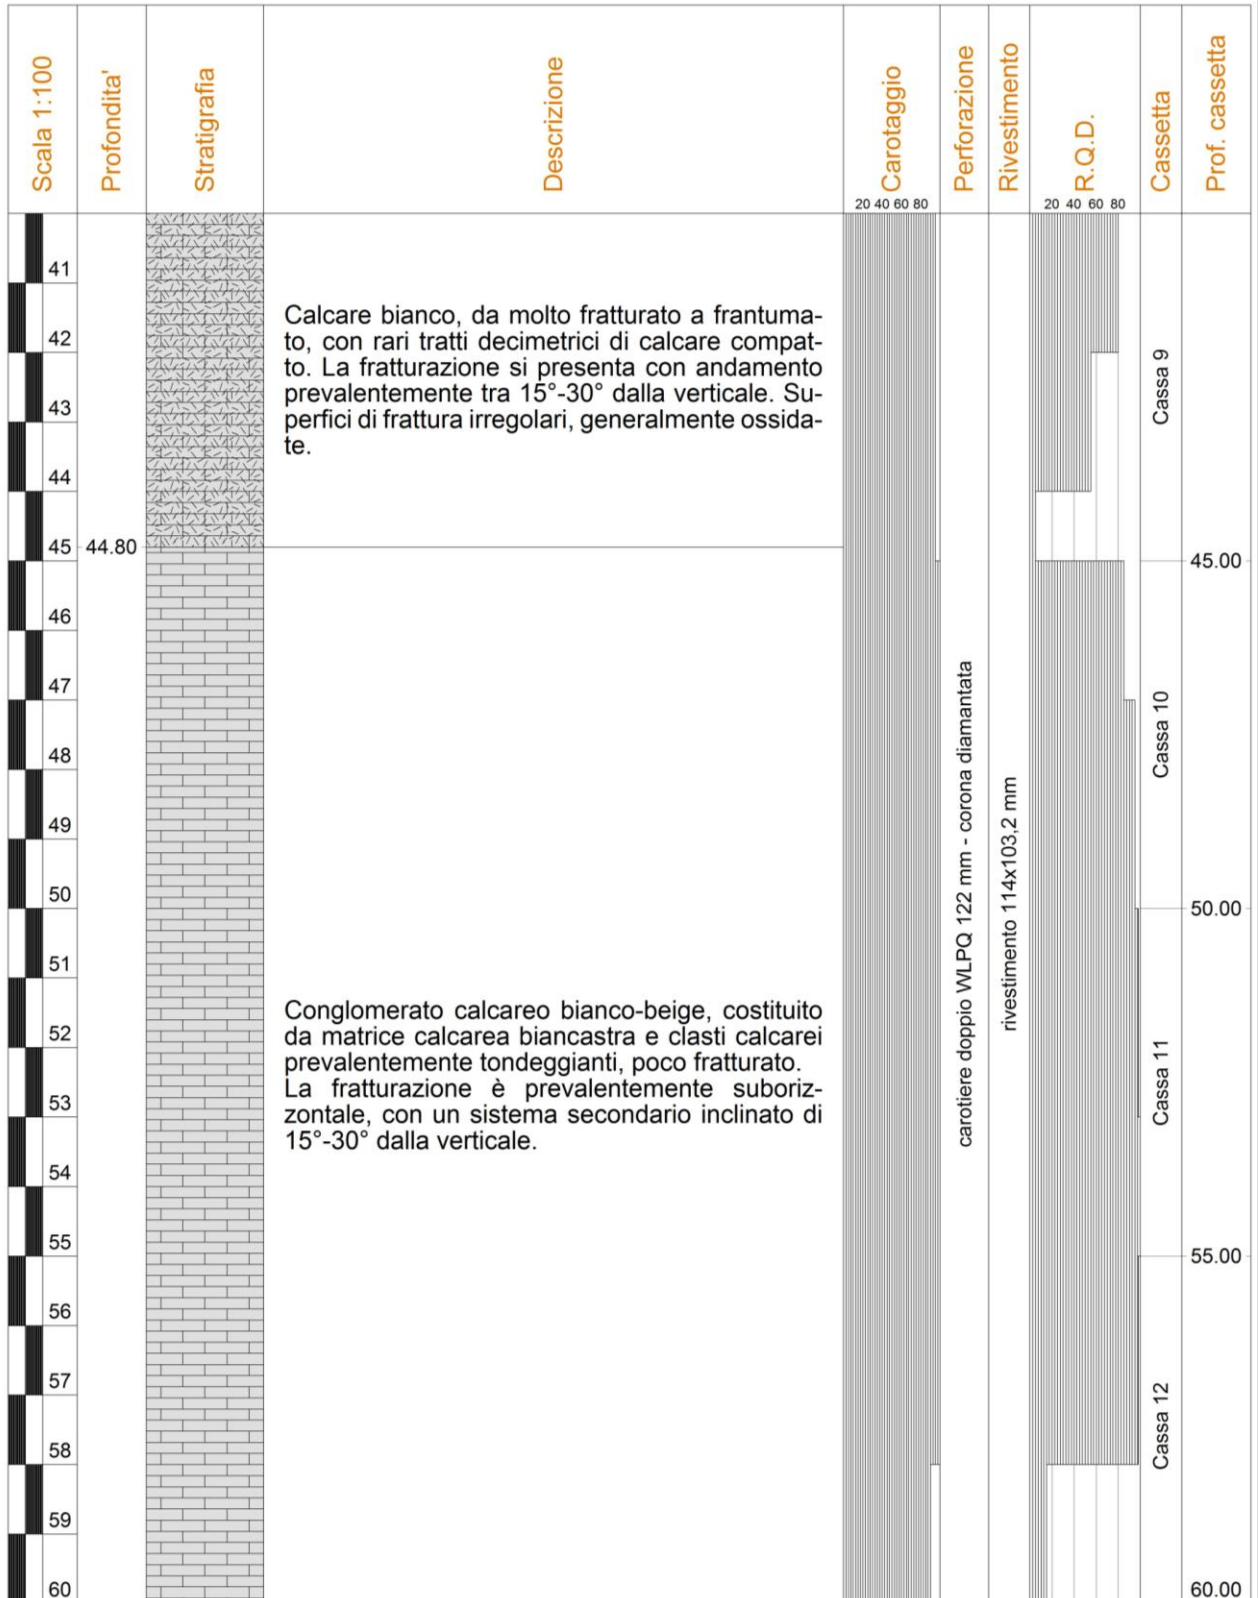 Scala 1:100
Profondita'
Stratigrafia
Descrizione
Carotaggio
Perforazione
Rivestimento
R.Q.D.
Cassetta
Prof. cassetta
20 40 60 80
20 40 60 80
41
42
43
44
45
46
47
48
49
50
51
52
53
54
55
56
57
58
59
60
44.80
Calcare bianco, da molto fratturato a frantuma-
to, con rari tratti decimetrici di calcare compat-
to. La fratturazione si presenta con andamento
prevalentemente tra 15°-30° dalla verticale. Su-
perfici di frattura irregolari, generalmente ossida-
te.
Conglomerato calcareo bianco-beige, costituito
da matrice calcarea biancastra e clasti calcarei
prevalentemente tondeggianti, poco fratturato.
La fratturazione è prevalentemente suboriz-
zontale, con un sistema secondario inclinato di
15°-30° dalla verticale.
carotiere doppio WLPQ 122 mm - corona diamantata
rivestimento 114x103,2 mm
Cassa 9
Cassa 10
Cassa 11
Cassa 12
45.00
50.00
55.00
60.00